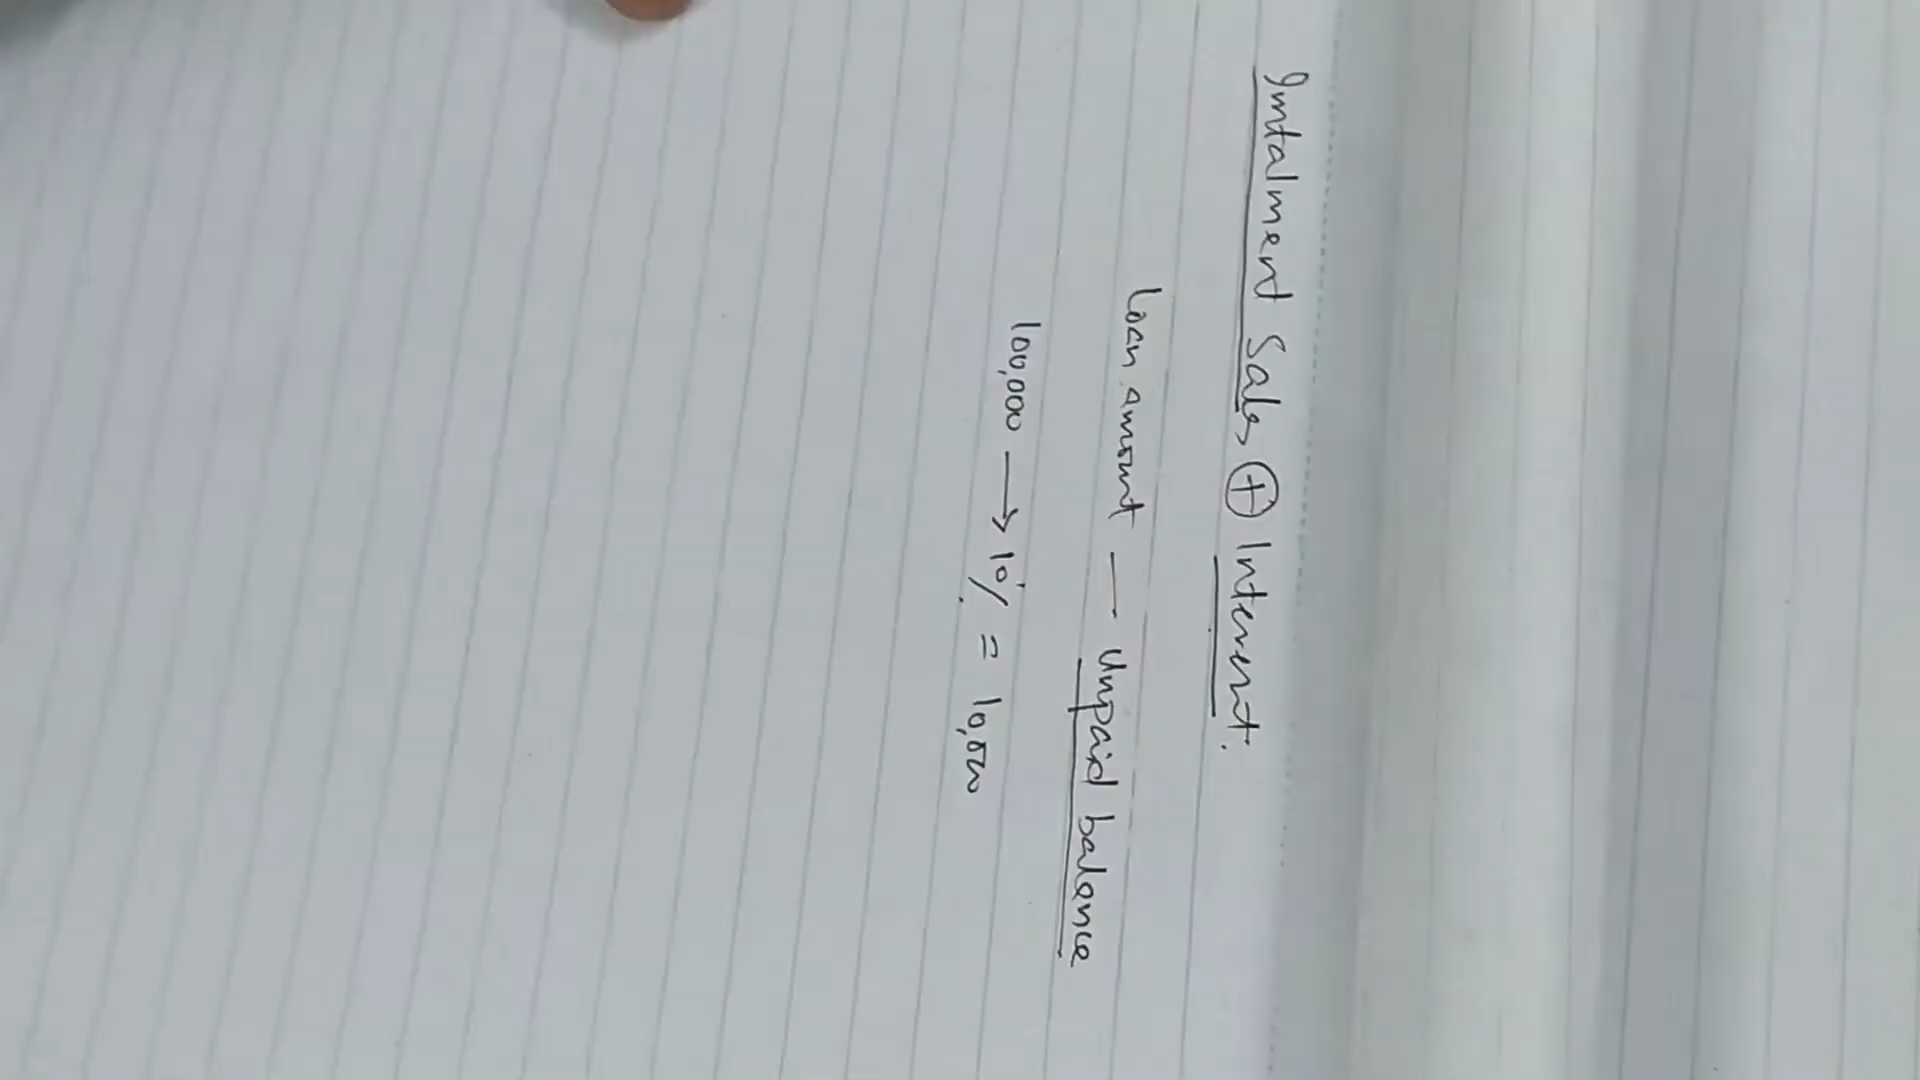 Instalment Sales + Interest.
Loan amount — Unpaid balance
100,000 → 10% = 10,000